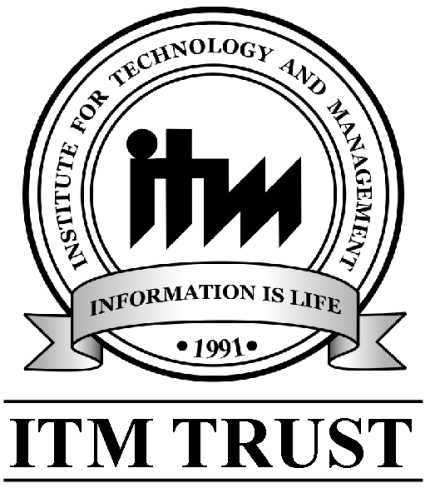 INSTITUTE FOR TECHNOLOGY AND MANAGEMENT
itm
INFORMATION IS LIFE
•1991•
ITM TRUST